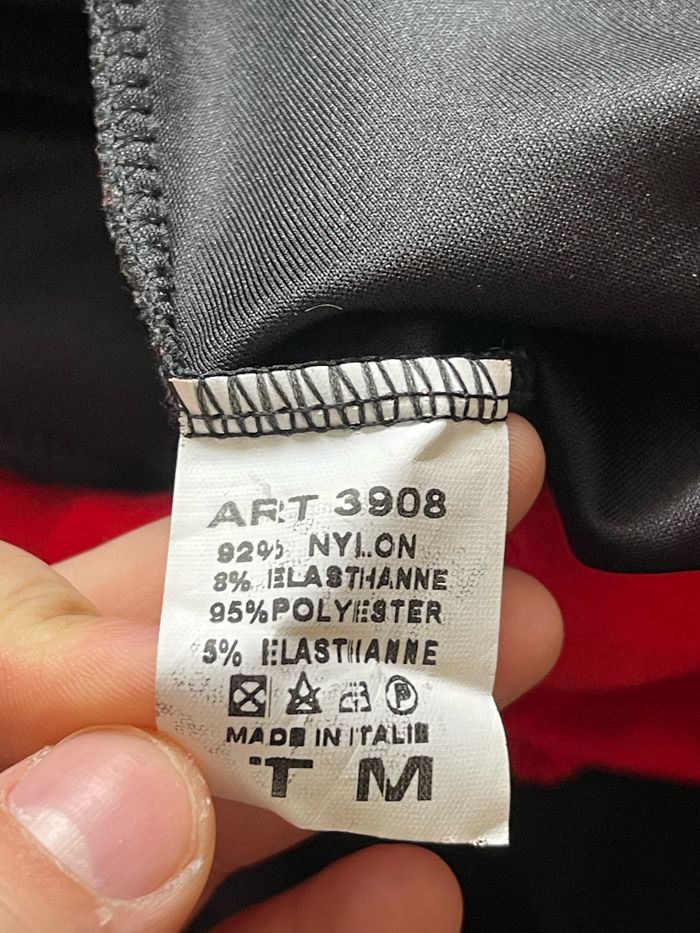 ART 3908
92% NYLON
8% ELASTHANNE
95% POLYESTER
5% ELASTHANNE
P
MADE IN ITALIE
T M